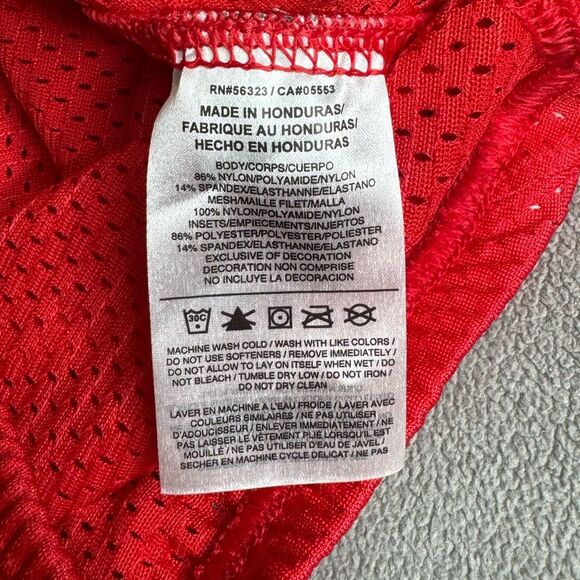 RN#56323 / CA#05553
MADE IN HONDURAS/
FABRIQUE AU HONDURAS/
HECHO EN HONDURAS
BODY/CORPS/CUERPO
86% NYLON/POLYAMIDE/NYLON
14% SPANDEX/ELASTHANNE/ELASTANO
MESH/MAILLE FILET/MALLA
100% NYLON/POLYAMIDE/NYLON
INSETS/EMPIECEMENTS/INJERTOS
86% POLYESTER/POLYESTER/POLIESTER
14% SPANDEX/ELASTHANNE/ELASTANO
EXCLUSIVE OF DECORATION
DECORATION NON COMPRISE
NO INCLUYE LA DECORACION
30C
MACHINE WASH COLD / WASH WITH LIKE COLORS /
DO NOT USE SOFTENERS / REMOVE IMMEDIATELY /
DO NOT ALLOW TO LAY ON ITSELF WHEN WET / DO
NOT BLEACH / TUMBLE DRY LOW / DO NOT IRON /
DO NOT DRY CLEAN
LAVER EN MACHINE A L'EAU FROIDE / LAVER AVEC
COULEURS SIMILAIRES / NE PAS UTILISER
D'ADOUCISSEUR / ENLEVER IMMEDIATEMENT / NE
PAS LAISSER LE VÊTEMENT PLIÉ LORSQU'IL EST
MOUILLÉ / NE PAS UTILISER D'EAU DE JAVEL /
SECHER EN MACHINE CYCLE DELICAT / NE PAS